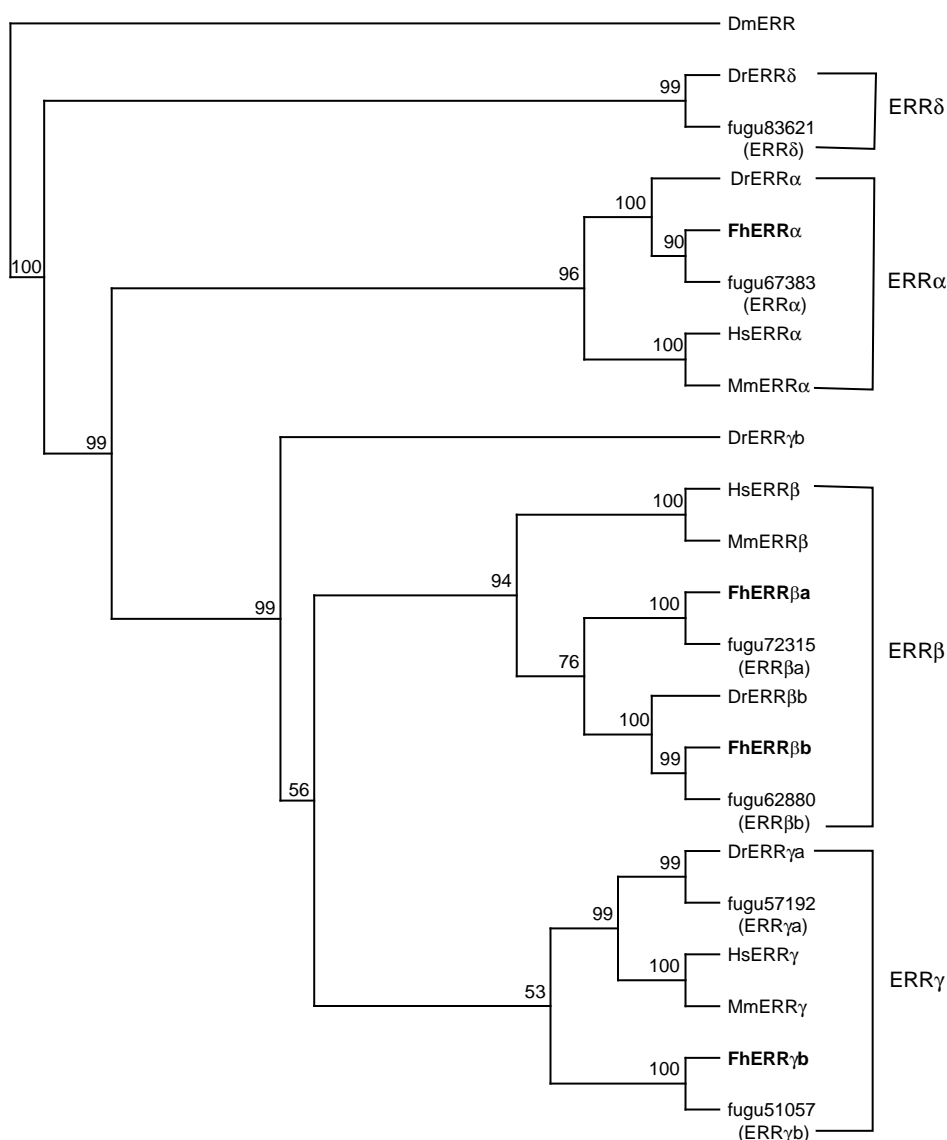 DmERR
DrERRδ
99
ERRδ
fugu83621
(ERRδ)
DrERRα
100
FhERRα
90
100
96
ERRα
fugu67383
(ERRα)
HsERRα
100
MmERRα
99
DrERRγb
HsERRβ
100
MmERRβ
94
FhERRβa
99
100
fugu72315
ERRβ
76
(ERRβa)
DrERRβb
100
FhERRβb
99
56
fugu62880
(ERRβb)
DrERRγa
99
fugu57192
99
(ERRγa)
HsERRγ
100
ERRγ
53
MmERRγ
FhERRγb
100
fugu51057
(ERRγb)